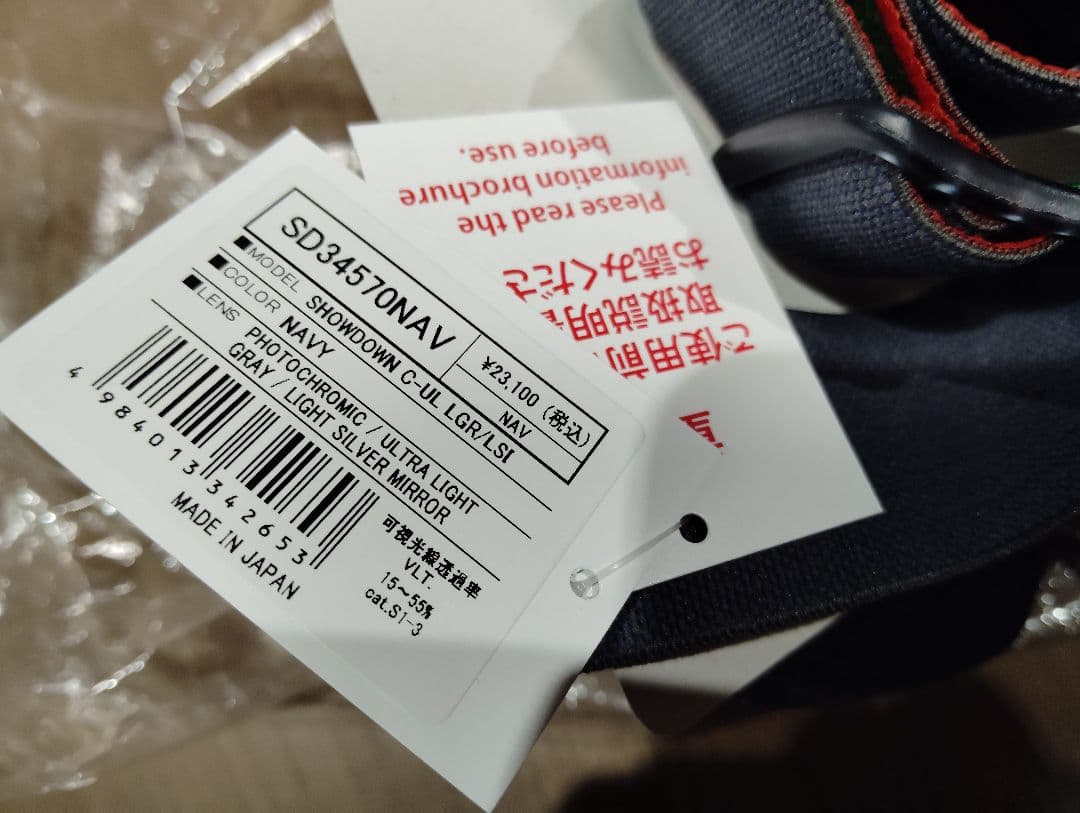 SD34570NAV
¥23,100 (税込)
NAV
■MODEL SHOWDOWN C-UL LGR/LSI
■COLOR NAVY
■LENS PHOTOCHROMIC / ULTRA LIGHT
GRAY / LIGHT SILVER MIRROR
4 984013 342653
MADE IN JAPAN
可視光線透過率
VLT.
15~55%
cat.S1-3
ご使用前
取扱説明
お読みくださ
Please read the
information brochure
before use.